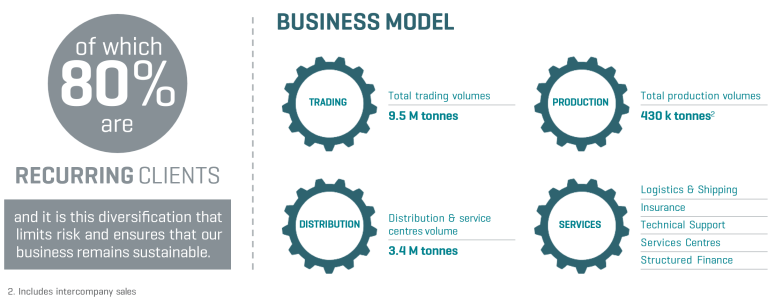 of which
80%
are
RECURRING CLIENTS
and it is this diversification that
limits risk and ensures that our
business remains sustainable.
BUSINESS MODEL
TRADING
Total trading volumes
9.5 M tonnes
PRODUCTION
Total production volumes
430 k tonnes²
DISTRIBUTION
Distribution & service
centres volume
3.4 M tonnes
SERVICES
Logistics & Shipping
Insurance
Technical Support
Services Centres
Structured Finance
2. Includes intercompany sales